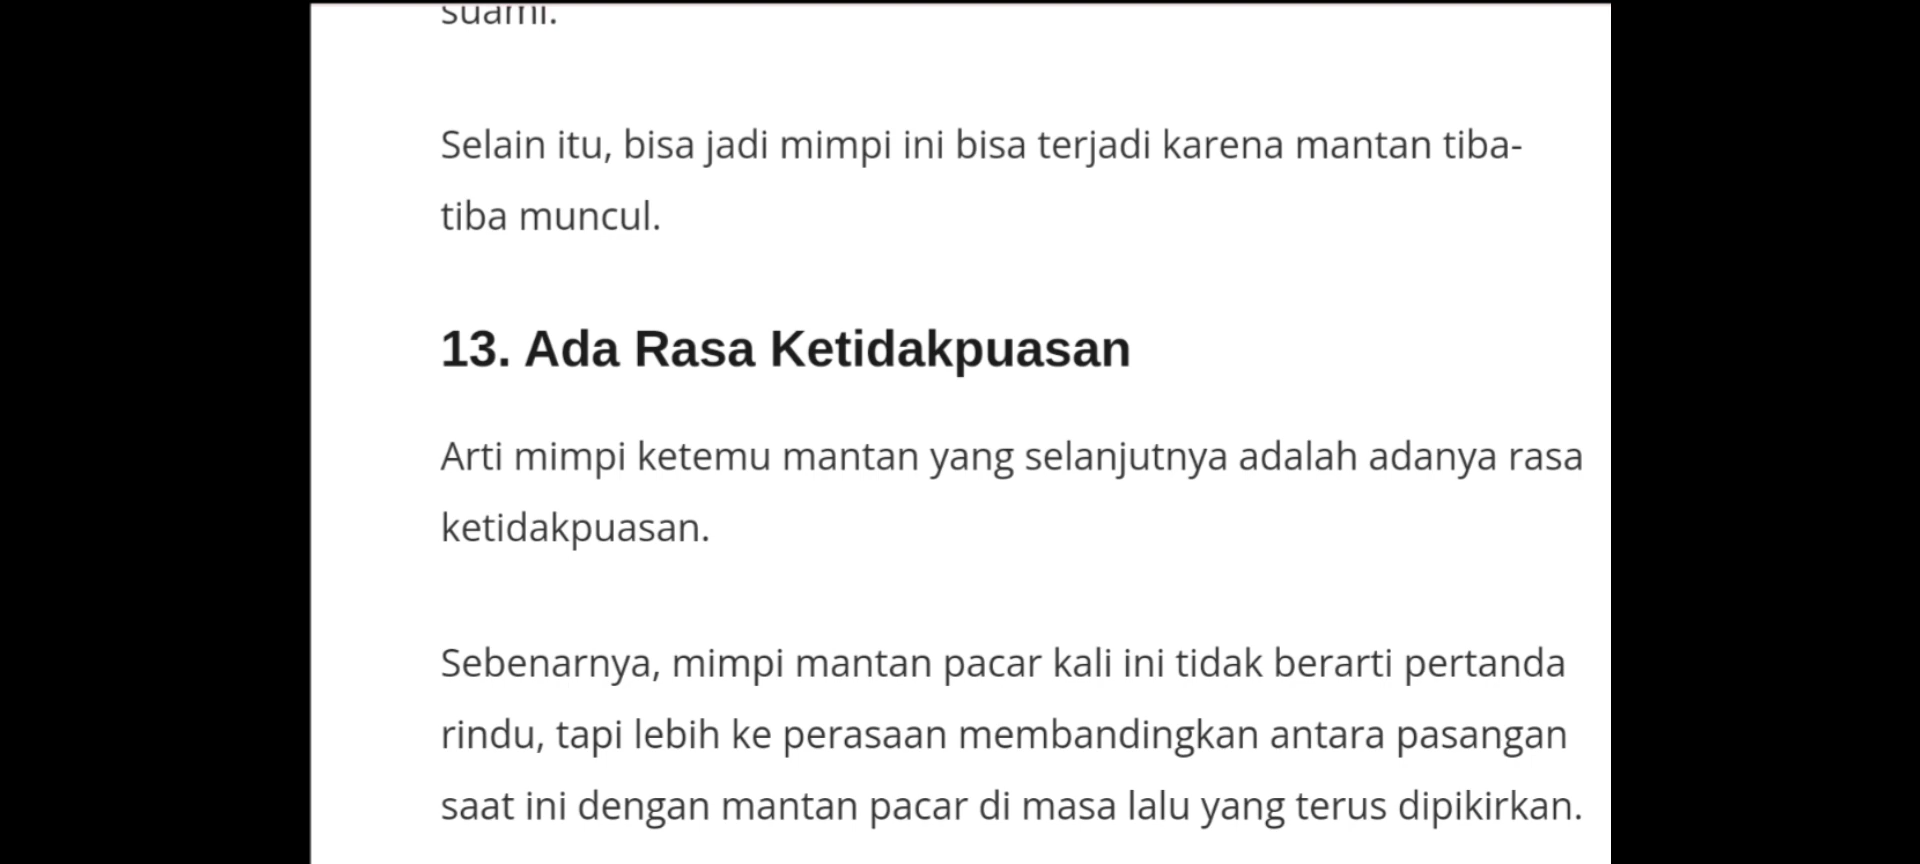 suami.
Selain itu, bisa jadi mimpi ini bisa terjadi karena mantan tiba-
tiba muncul.
13. Ada Rasa Ketidakpuasan
Arti mimpi ketemu mantan yang selanjutnya adalah adanya rasa
ketidakpuasan.
Sebenarnya, mimpi mantan pacar kali ini tidak berarti pertanda
rindu, tapi lebih ke perasaan membandingkan antara pasangan
saat ini dengan mantan pacar di masa lalu yang terus dipikirkan.